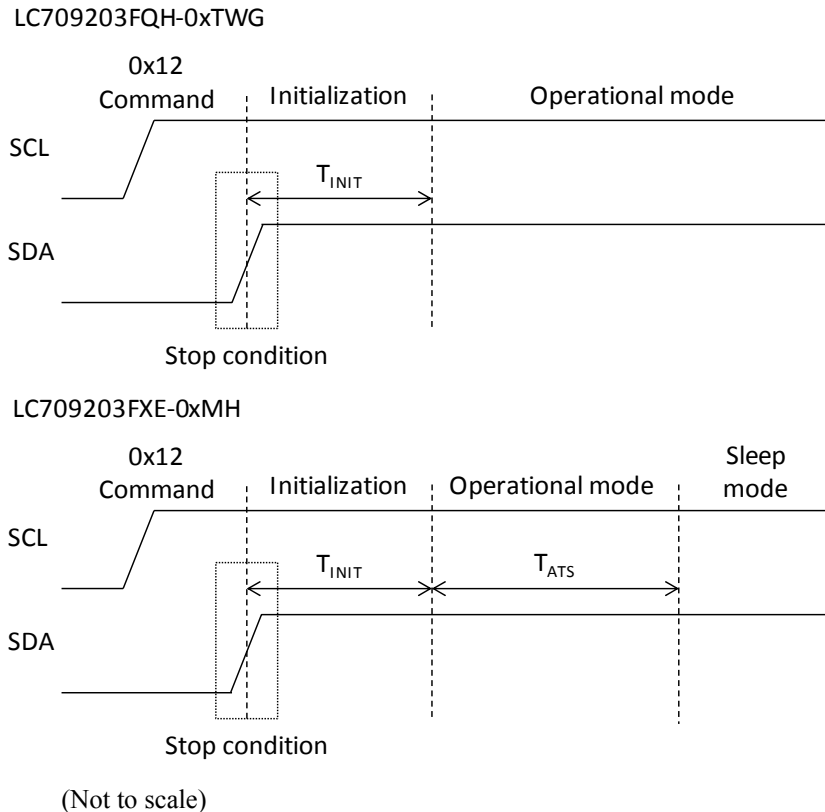 LC709203FQH-0xTWG
0x12
Command
Initialization
Operational mode
SCL
TINIT
SDA
Stop condition
LC709203FXE-0xMH
0x12
Command
Initialization
Operational mode
Sleep
mode
SCL
TINIT
TATS
SDA
Stop condition
(Not to scale)